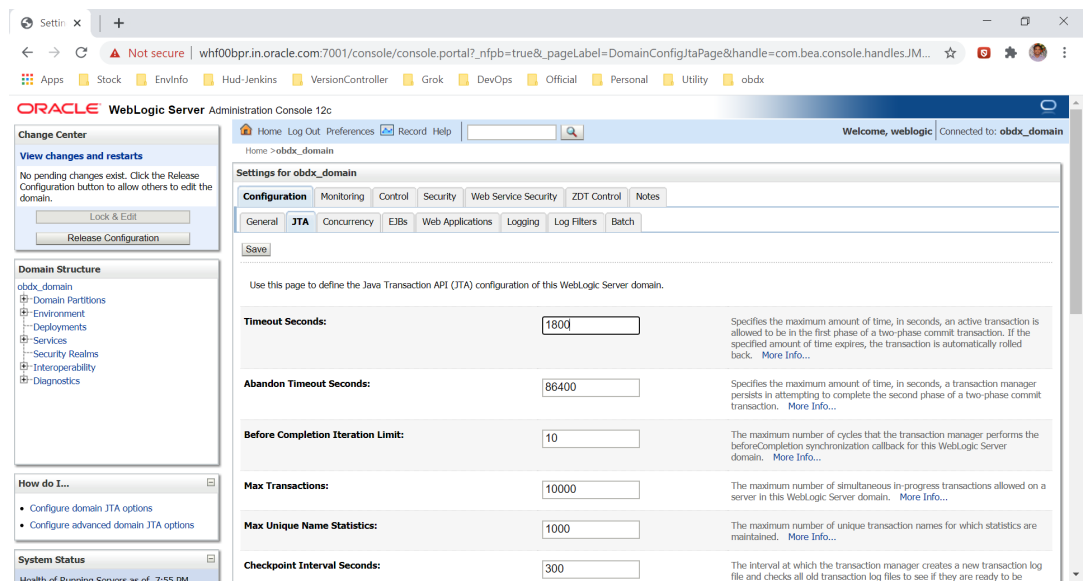 Settin
Not secure whf00bpr.in.oracle.com:7001/console/console.portal?_nfpb=true&_pageLabel=DomainConfigJtaPage&handle=com.bea.console.handles.JM...
Apps Stock EnvInfo Hud-Jenkins VersionController Grok DevOps Official Personal Utility obdx
ORACLE WebLogic Server Administration Console 12c
Change Center
View changes and restarts
No pending changes exist. Click the Release
Configuration button to allow others to edit the
domain.
Lock & Edit
Release Configuration
Domain Structure
obdx_domain
Domain Partitions
Environment
Deployments
Services
Security Realms
Interoperability
Diagnostics
How do I...
Configure domain JTA options
Configure advanced domain JTA options
System Status
Health of Running Servers as of 7:55 PM
Home Log Out Preferences Record Help
Welcome, weblogic Connected to: obdx_domain
Home >obdx_domain
Settings for obdx_domain
Configuration Monitoring Control Security Web Service Security ZDT Control Notes
General JTA Concurrency EJBs Web Applications Logging Log Filters Batch
Save
Use this page to define the Java Transaction API (JTA) configuration of this WebLogic Server domain.
Timeout Seconds:
1800
Specifies the maximum amount of time, in seconds, an active transaction is
allowed to be in the first phase of a two-phase commit transaction. If the
specified amount of time expires, the transaction is automatically rolled
back. More Info...
Abandon Timeout Seconds:
86400
Specifies the maximum amount of time, in seconds, a transaction manager
persists in attempting to complete the second phase of a two-phase commit
transaction. More Info...
Before Completion Iteration Limit:
10
The maximum number of cycles that the transaction manager performs the
beforeCompletion synchronization callback for this WebLogic Server
domain. More Info...
Max Transactions:
10000
The maximum number of simultaneous in-progress transactions allowed on a
server in this WebLogic Server domain. More Info...
Max Unique Name Statistics:
1000
The maximum number of unique transaction names for which statistics are
maintained. More Info...
Checkpoint Interval Seconds:
300
The interval at which the transaction manager creates a new transaction log
file and checks all old transaction log files to see if they are ready to be